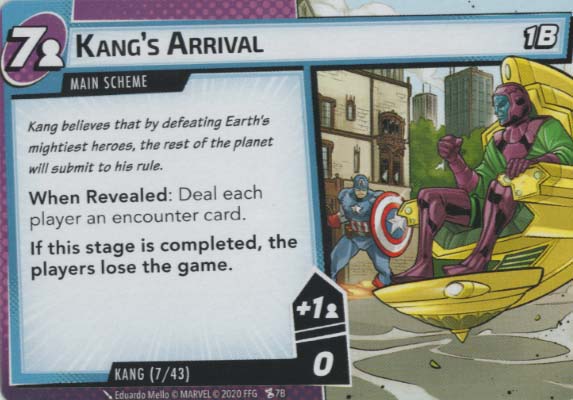 7 KANG'S ARRIVAL 1B
MAIN SCHEME
Kang believes that by defeating Earth's
mightiest heroes, the rest of the planet
will submit to his rule.
When Revealed: Deal each
player an encounter card.
If this stage is completed, the
players lose the game.
+1
0
KANG (7/43)
Eduardo Mello © MARVEL © 2020 FFG 7B